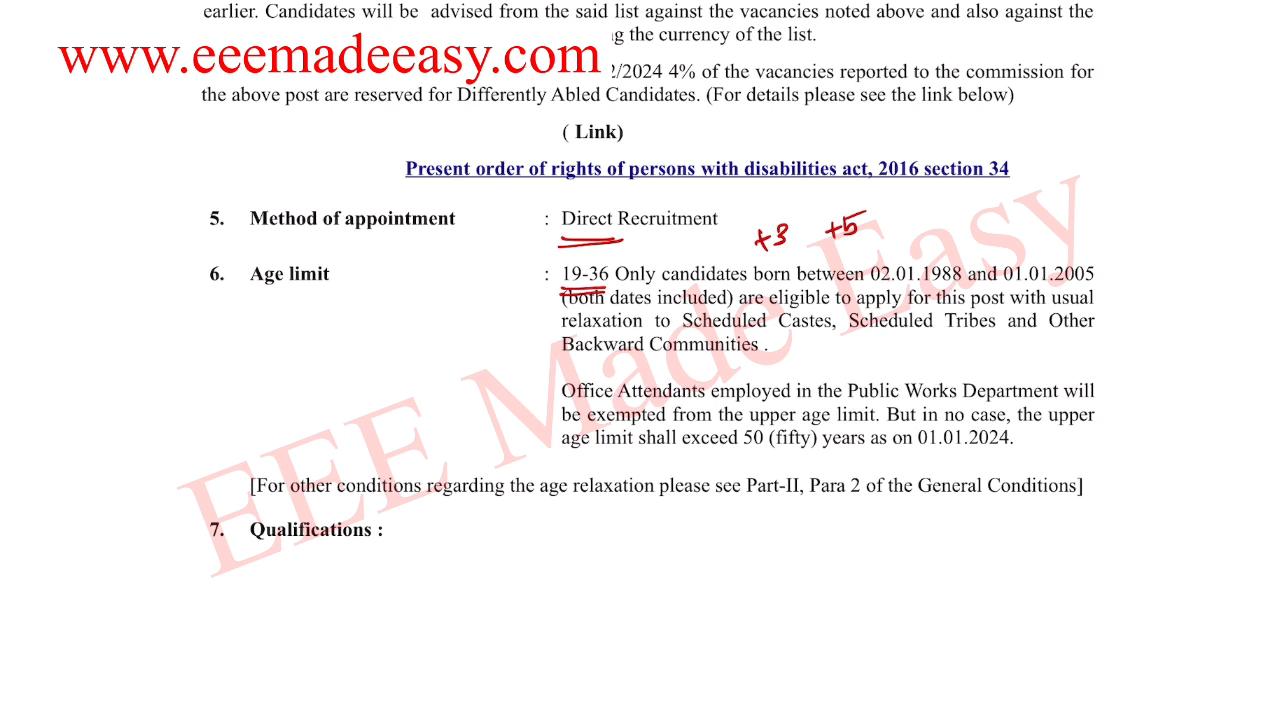 earlier. Candidates will be advised from the said list against the vacancies noted above and also against the
www.eeemadeeasy.com
the currency of the list.
2/2024 4% of the vacancies reported to the commission for
the above post are reserved for Differently Abled Candidates. (For details please see the link below)
( Link)
Present order of rights of persons with disabilities act, 2016 section 34
5. Method of appointment : Direct Recruitment
+3 +5
6. Age limit : 19-36 Only candidates born between 02.01.1988 and 01.01.2005
(both dates included) are eligible to apply for this post with usual
relaxation to Scheduled Castes, Scheduled Tribes and Other
Backward Communities .
Office Attendants employed in the Public Works Department will
be exempted from the upper age limit. But in no case, the upper
age limit shall exceed 50 (fifty) years as on 01.01.2024.
[For other conditions regarding the age relaxation please see Part-II, Para 2 of the General Conditions]
7. Qualifications :
EEE Made Easy